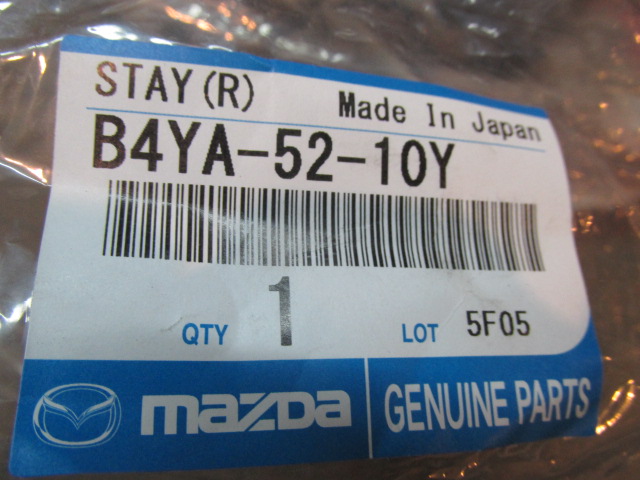 STAY(R) Made In Japan
B4YA-52-10Y
QTY 1 LOT 5F05
mazda GENUINE PARTS